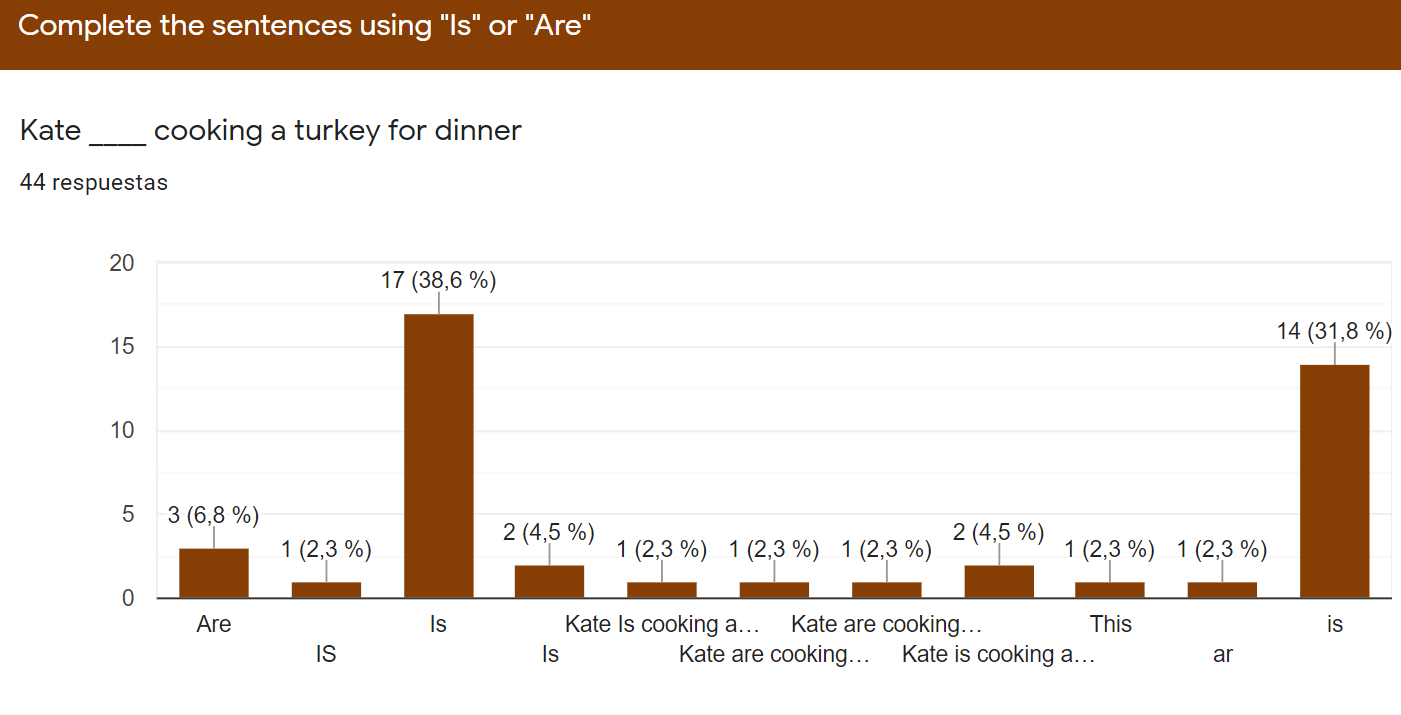 Complete the sentences using "Is" or "Are"
Kate ____ cooking a turkey for dinner
44 respuestas
20
15
10
5
0
3 (6,8 %)
1 (2,3 %)
17 (38,6 %)
2 (4,5 %)
1 (2,3 %)
1 (2,3 %)
1 (2,3 %)
2 (4,5 %)
1 (2,3 %)
1 (2,3 %)
14 (31,8 %)
Are
IS
Is
Is
Kate Is cooking a…
Kate are cooking…
Kate are cooking…
Kate is cooking a…
This
ar
is